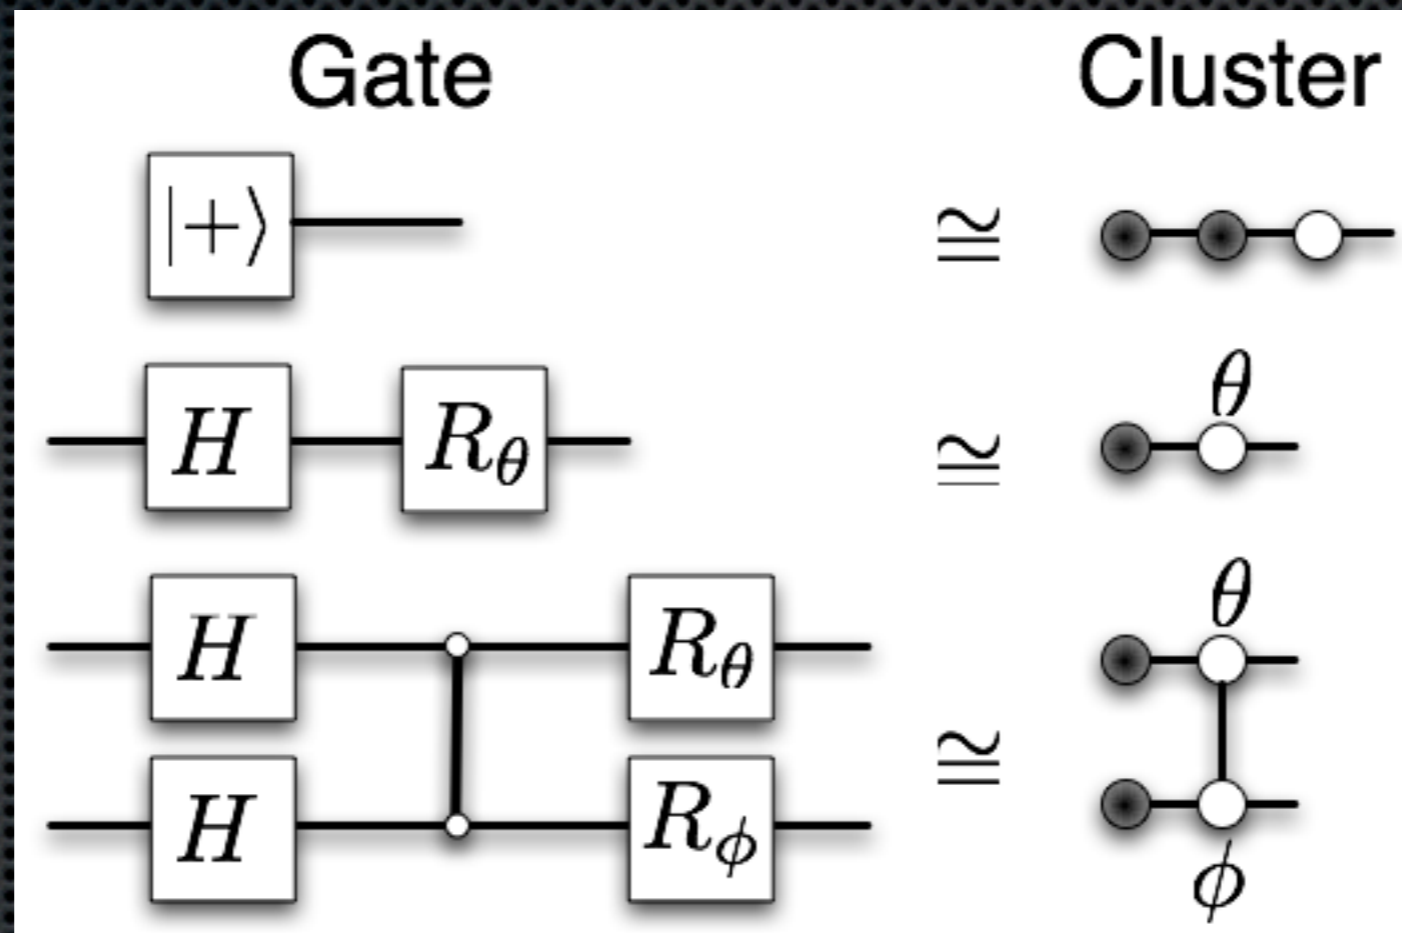 Gate Cluster
|+⟩ ≅
θ
H R_θ ≅
θ
H R_θ
≅
H R_ϕ
ϕ